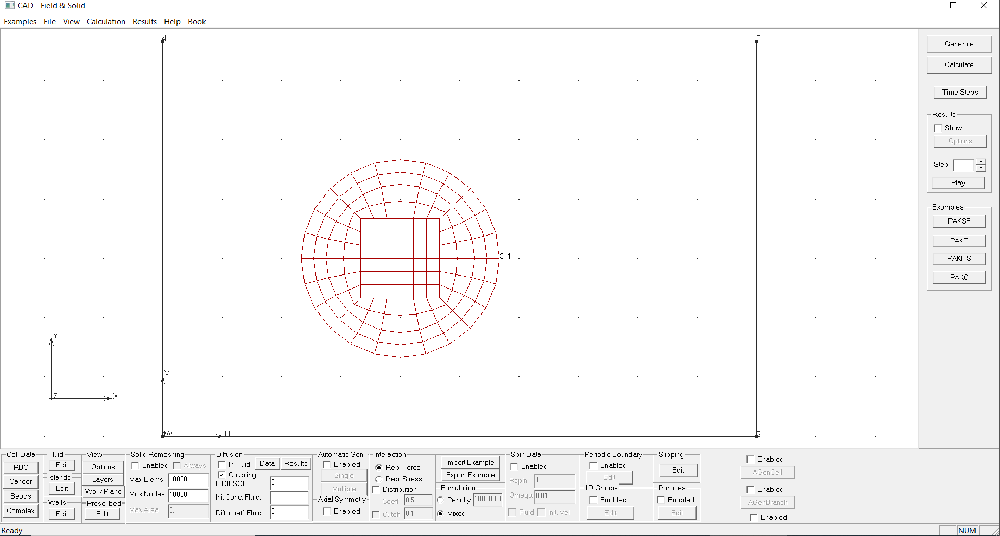 CAD - Field & Solid -
Examples File View Calculation Results Help Book
4
3
C 1
Y
X
Z
V
W
U
2
Generate
Calculate
Time Steps
Results
Show
Options
Step 1
Play
Examples
PAKSF
PAKT
PAKFIS
PAKC
Cell Data
RBC
Cancer
Beads
Complex
Fluid
Edit
Islands
Edit
Walls
Edit
View
Options
Layers
Work Plane
Prescribed
Edit
Solid Remeshing
Enabled Always
Max Elems 10000
Max Nodes 10000
Max Area 0.1
Diffusion
In Fluid Data Results
Coupling
IBDIFSOLF: 0
Init Conc. Fluid: 0
Diff. coeff. Fluid: 2
Automatic Gen.
Enabled
Single
Multiple
Axial Symmetry
Enabled
Interaction
Rep. Force
Rep. Stress
Distribution
Coeff 0.5
Cutoff 0.1
Import Example
Export Example
Fomulation
Penalty
Mixed
Spin Data
Enabled
Rspin 1
Omega 0.01
Fluid Init. Vel.
Periodic Boundary
Enabled
Edit
1D Groups
Enabled
Edit
Slipping
Edit
Particles
Enabled
Edit
Enabled
AGenCell
Enabled
AGenBranch
Enabled
Ready
NUM